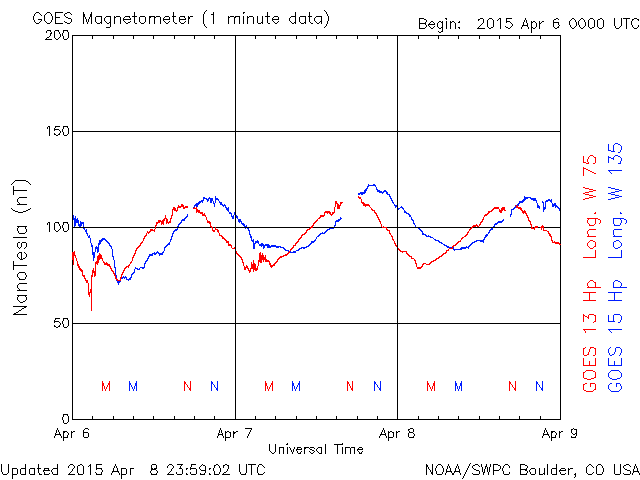 GOES Magnetometer (1 minute data)
Begin: 2015 Apr 6 0000 UTC
200
150
100
50
0
NanoTesla (nT)
M M N N M M N N M M N N
Apr 6 Apr 7 Apr 8 Apr 9
Universal Time
GOES 13 Hp Long. W 75
GOES 15 Hp Long. W 135
Updated 2015 Apr 8 23:59:02 UTC
NOAA/SWPC Boulder, CO USA